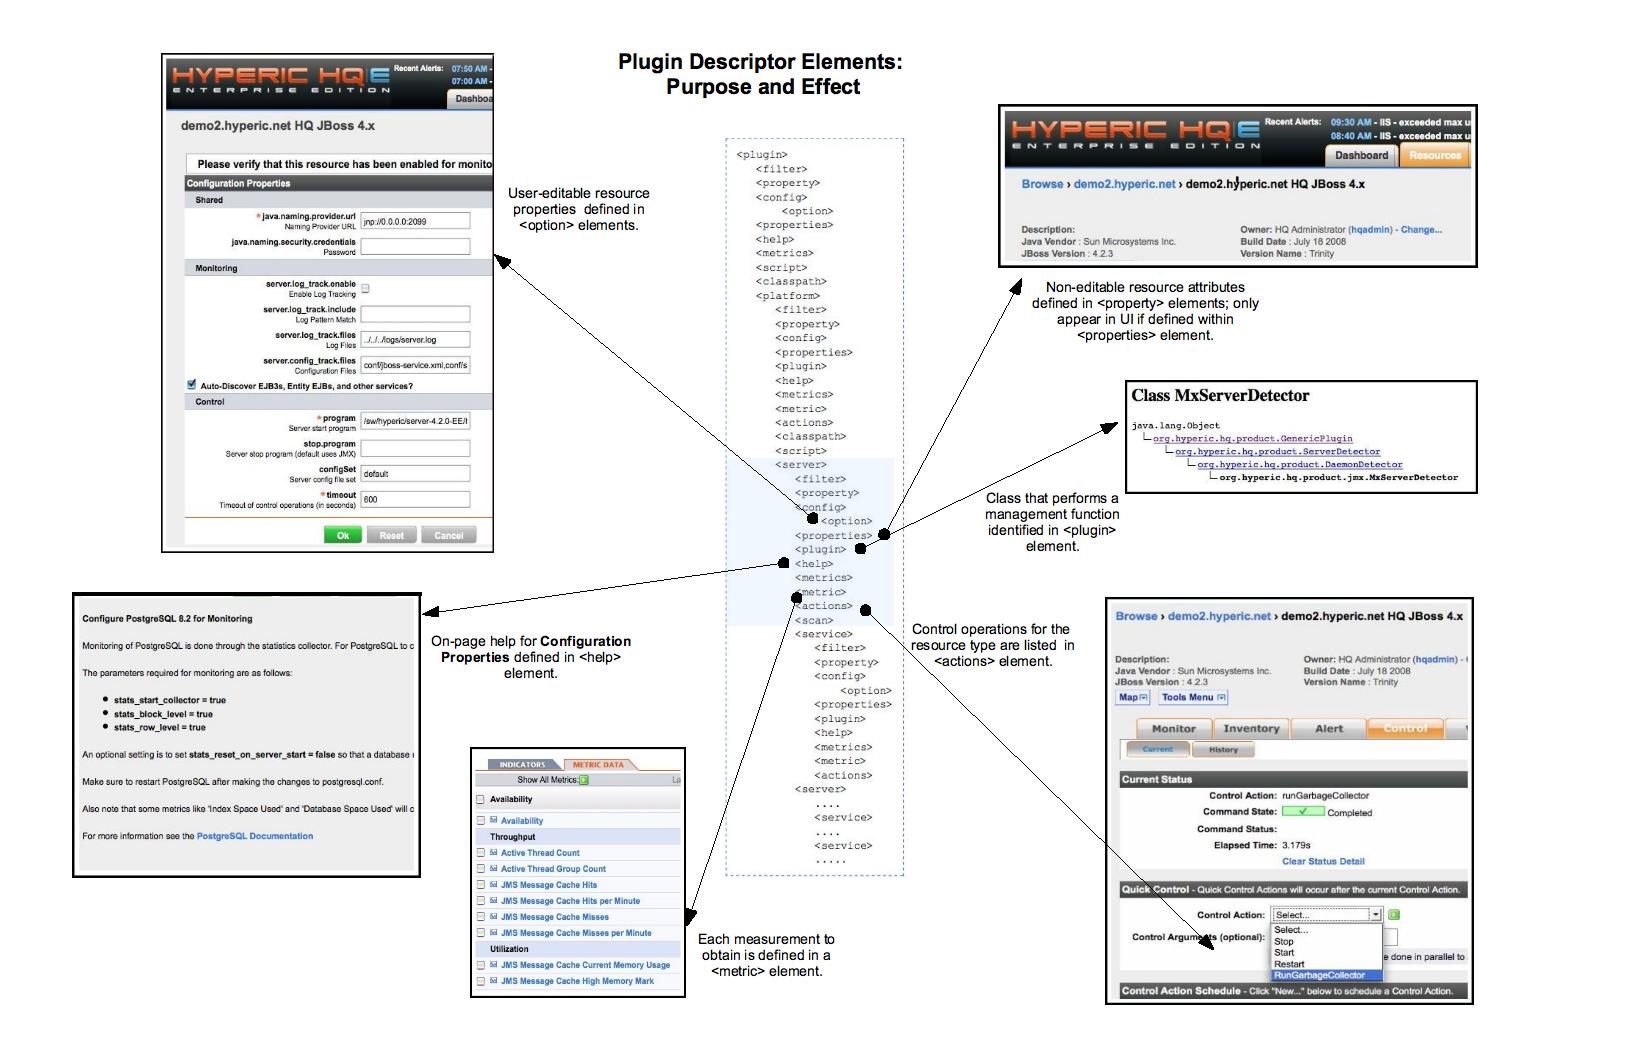 Plugin Descriptor Elements:
Purpose and Effect
HYPERIC HQE
ENTERPRISE EDITION
Recent Alerts: 07:50 AM -
07:00 AM -
Dashboa
demo2.hyperic.net HQ JBoss 4.x
Please verify that this resource has been enabled for monito
Configuration Properties
Shared
* java.naming.provider.url
Naming Provider URL
jnp://0.0.0.0:2099
java.naming.security.credentials
Password
Monitoring
server.log_track.enable
Enable Log Tracking
server.log_track.include
Log Pattern Match
server.log_track.files
Log Files
../../../logs/server.log
server.config_track.files
Configuration Files
conf/jboss-service.xml,conf/s
Auto-Discover EJB3s, Entity EJBs, and other services?
Control
* program
Server start program
/sw/hyperic/server-4.2.0-EE/h
stop.program
Server stop program (default uses JMX)
configSet
Server config file set
default
* timeout
Timeout of control operations (in seconds)
600
Ok Reset Cancel
User-editable resource
properties defined in
<option> elements.
<plugin>
<filter>
<property>
<config>
<option>
<properties>
<help>
<metrics>
<script>
<classpath>
<platform>
<filter>
<property>
<config>
<properties>
<plugin>
<help>
<metrics>
<metric>
<actions>
<classpath>
<script>
<server>
<filter>
<property>
<config>
<option>
<properties>
<plugin>
<help>
<metrics>
<metric>
<actions>
<scan>
<service>
<filter>
<property>
<config>
<option>
<properties>
<plugin>
<help>
<metrics>
<metric>
<actions>
<server>
....
<service>
....
<service>
.....
HYPERIC HQE
ENTERPRISE EDITION
Recent Alerts: 09:30 AM - IIS - exceeded max u
08:40 AM - IIS - exceeded max u
Dashboard Resources
Browse › demo2.hyperic.net › demo2.hyperic.net HQ JBoss 4.x
Description: Owner: HQ Administrator (hqadmin) - Change...
Java Vendor : Sun Microsystems Inc. Build Date : July 18 2008
JBoss Version : 4.2.3 Version Name : Trinity
Non-editable resource attributes
defined in <property> elements; only
appear in UI if defined within
<properties> element.
Class MxServerDetector
java.lang.Object
org.hyperic.hq.product.GenericPlugin
org.hyperic.hq.product.ServerDetector
org.hyperic.hq.product.DaemonDetector
org.hyperic.hq.product.jmx.MxServerDetector
Class that performs a
management function
identified in <plugin>
element.
Configure PostgreSQL 8.2 for Monitoring
Monitoring of PostgreSQL is done through the statistics collector. For PostgreSQL to c
The parameters required for monitoring are as follows:
• stats_start_collector = true
• stats_block_level = true
• stats_row_level = true
An optional setting is to set stats_reset_on_server_start = false so that a database
Make sure to restart PostgreSQL after making the changes to postgresql.conf.
Also note that some metrics like 'Index Space Used' and 'Database Space Used' will c
For more information see the PostgreSQL Documentation
On-page help for Configuration
Properties defined in <help>
element.
INDICATORS METRIC DATA
Show All Metrics: La
Availability
Availability
Throughput
Active Thread Count
Active Thread Group Count
JMS Message Cache Hits
JMS Message Cache Hits per Minute
JMS Message Cache Misses
JMS Message Cache Misses per Minute
Utilization
JMS Message Cache Current Memory Usage
JMS Message Cache High Memory Mark
Each measurement to
obtain is defined in a
<metric> element.
Control operations for the
resource type are listed in
<actions> element.
Browse › demo2.hyperic.net › demo2.hyperic.net HQ JBoss 4.x
Description: Owner: HQ Administrator (hqadmin) -
Java Vendor : Sun Microsystems Inc. Build Date : July 18 2008
JBoss Version : 4.2.3 Version Name : Trinity
Map Tools Menu
Monitor Inventory Alert Control
Current History
Current Status
Control Action: runGarbageCollector
Command State: Completed
Command Status:
Elapsed Time: 3.179s
Clear Status Detail
Quick Control - Quick Control Actions will occur after the current Control Action.
Control Action: Select...
Select...
Stop
Start
Restart
RunGarbageCollector
Control Arguments (optional):
e done in parallel to
Control Action Schedule - Click "New..." below to schedule a Control Action.